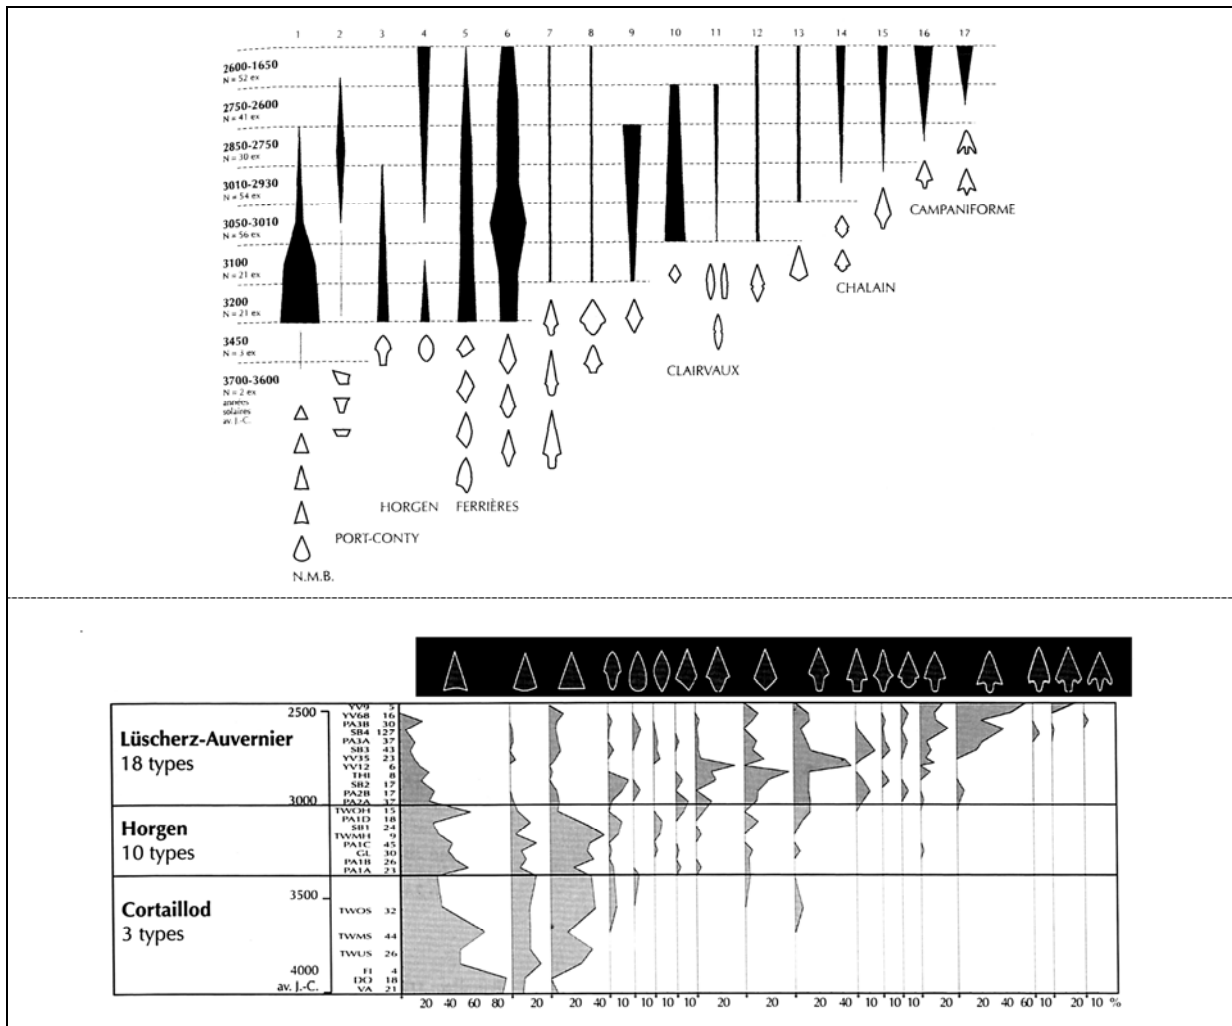 1 2 3 4 5 6 7 8 9 10 11 12 13 14 15 16 17
2600-1650
N = 52 ex
2750-2600
N = 41 ex
2850-2750
N = 30 ex
3010-2930
N = 54 ex
3050-3010
N = 56 ex
3100
N = 21 ex
3200
N = 21 ex
3450
N = 3 ex
3700-3600
N = 2 ex
années
solaires
av. J.-C.
CAMPANIFORME
CHALAIN
CLAIRVAUX
HORGEN FERRIÈRES
PORT-CONTY
N.M.B.
Lüscherz-Auvernier
18 types
2500
3000
YV9 5
YV68 16
PA3B 30
SB4 127
PA3A 37
SB3 43
YV35 23
YV12 6
THI 8
SB2 17
PA2B 17
PA2A 37
Horgen
10 types
TWOH 15
PA1D 18
SB1 24
TWMH 9
PA1C 45
GL 30
PA1B 26
PA1A 23
Cortaillod
3 types
3500
4000
av. J.-C.
TWOS 32
TWMS 44
TWUS 26
FI 4
DO 18
VA 21
20 40 60 80 20 20 40 10 10 10 10 20 20 20 40 10 10 10 20 20 40 60 10 20 10 %